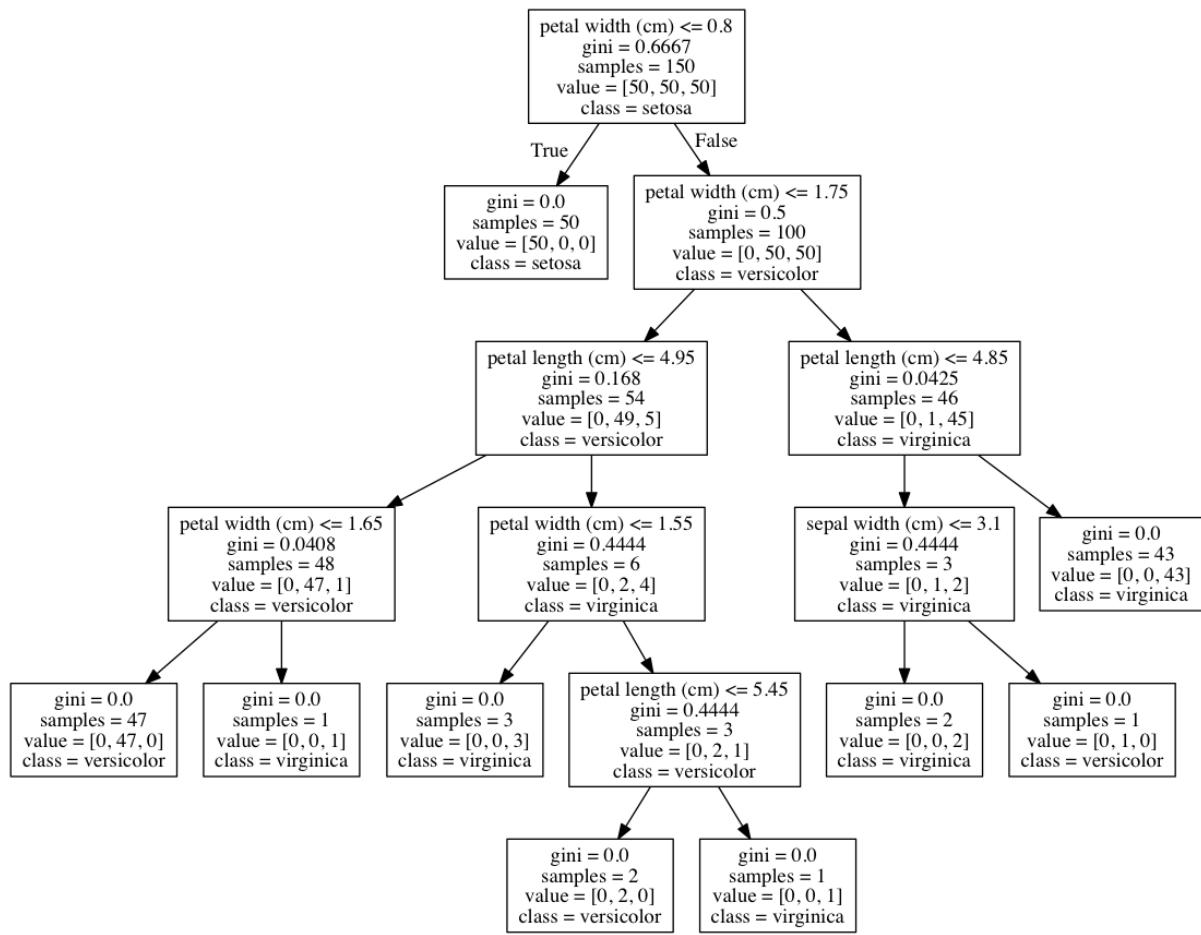 petal width (cm) <= 0.8
gini = 0.6667
samples = 150
value = [50, 50, 50]
class = setosa
True
False
gini = 0.0
samples = 50
value = [50, 0, 0]
class = setosa
petal width (cm) <= 1.75
gini = 0.5
samples = 100
value = [0, 50, 50]
class = versicolor
petal length (cm) <= 4.95
gini = 0.168
samples = 54
value = [0, 49, 5]
class = versicolor
petal length (cm) <= 4.85
gini = 0.0425
samples = 46
value = [0, 1, 45]
class = virginica
petal width (cm) <= 1.65
gini = 0.0408
samples = 48
value = [0, 47, 1]
class = versicolor
petal width (cm) <= 1.55
gini = 0.4444
samples = 6
value = [0, 2, 4]
class = virginica
sepal width (cm) <= 3.1
gini = 0.4444
samples = 3
value = [0, 1, 2]
class = virginica
gini = 0.0
samples = 43
value = [0, 0, 43]
class = virginica
gini = 0.0
samples = 47
value = [0, 47, 0]
class = versicolor
gini = 0.0
samples = 1
value = [0, 0, 1]
class = virginica
gini = 0.0
samples = 3
value = [0, 0, 3]
class = virginica
petal length (cm) <= 5.45
gini = 0.4444
samples = 3
value = [0, 2, 1]
class = versicolor
gini = 0.0
samples = 2
value = [0, 0, 2]
class = virginica
gini = 0.0
samples = 1
value = [0, 1, 0]
class = versicolor
gini = 0.0
samples = 2
value = [0, 2, 0]
class = versicolor
gini = 0.0
samples = 1
value = [0, 0, 1]
class = virginica